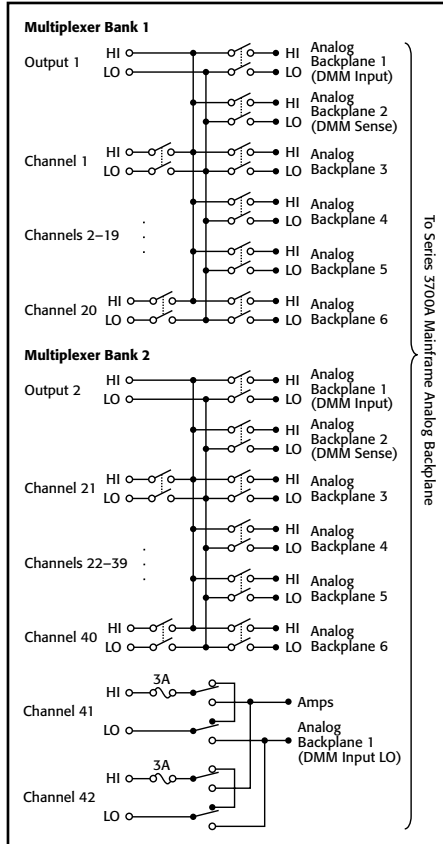 Multiplexer Bank 1
Output 1
HI
LO
HI Analog
LO Backplane 1
(DMM Input)
HI Analog
LO Backplane 2
(DMM Sense)
Channel 1
HI
LO
HI Analog
LO Backplane 3
Channels 2–19
HI Analog
LO Backplane 4
HI Analog
LO Backplane 5
Channel 20
HI
LO
HI Analog
LO Backplane 6
Multiplexer Bank 2
Output 2
HI
LO
HI Analog
LO Backplane 1
(DMM Input)
HI Analog
LO Backplane 2
(DMM Sense)
Channel 21
HI
LO
HI Analog
LO Backplane 3
Channels 22–39
HI Analog
LO Backplane 4
HI Analog
LO Backplane 5
Channel 40
HI
LO
HI Analog
LO Backplane 6
Channel 41
HI
3A
LO
Amps
Analog
Backplane 1
(DMM Input LO)
Channel 42
HI
3A
LO
To Series 3700A Mainframe Analog Backplane